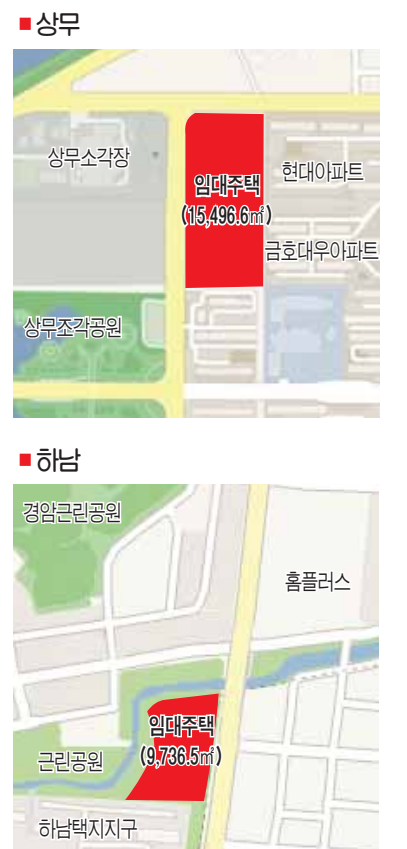 ■ 상무
상무소각장
임대주택
(15,496.6㎡)
현대아파트
금호대우아파트
상무조각공원
■ 하남
경암근린공원
홈플러스
임대주택
(9,736.5㎡)
근린공원
하남택지지구